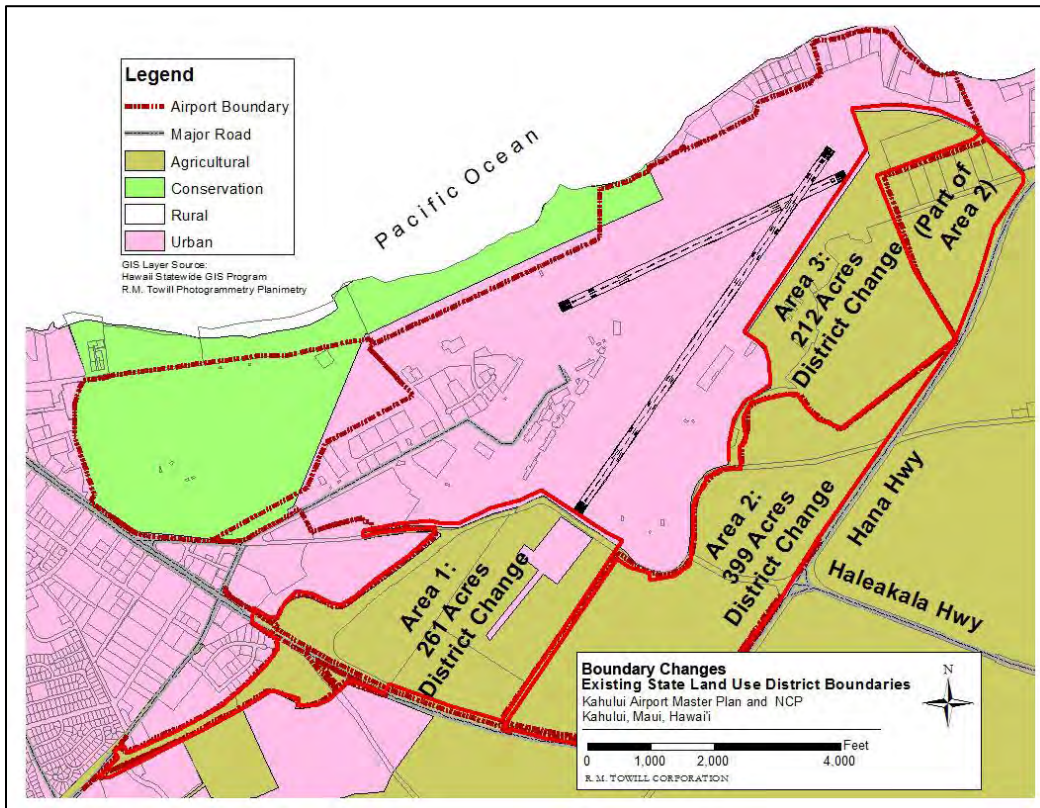 Legend
Airport Boundary
Major Road
Agricultural
Conservation
Rural
Urban
GIS Layer Source:
Hawaii Statewide GIS Program
R.M. Towill Photogrammetry Planimetry
Pacific Ocean
(Part of
Area 2)
Area 3:
212 Acres
District Change
Area 2:
399 Acres
District Change
Area 1:
261 Acres
District Change
Hana Hwy
Haleakala Hwy
Boundary Changes
Existing State Land Use District Boundaries
Kahului Airport Master Plan and NCP
Kahului, Maui, Hawai'i
N
Feet
0 1,000 2,000 4,000
R. M. TOWILL CORPORATION